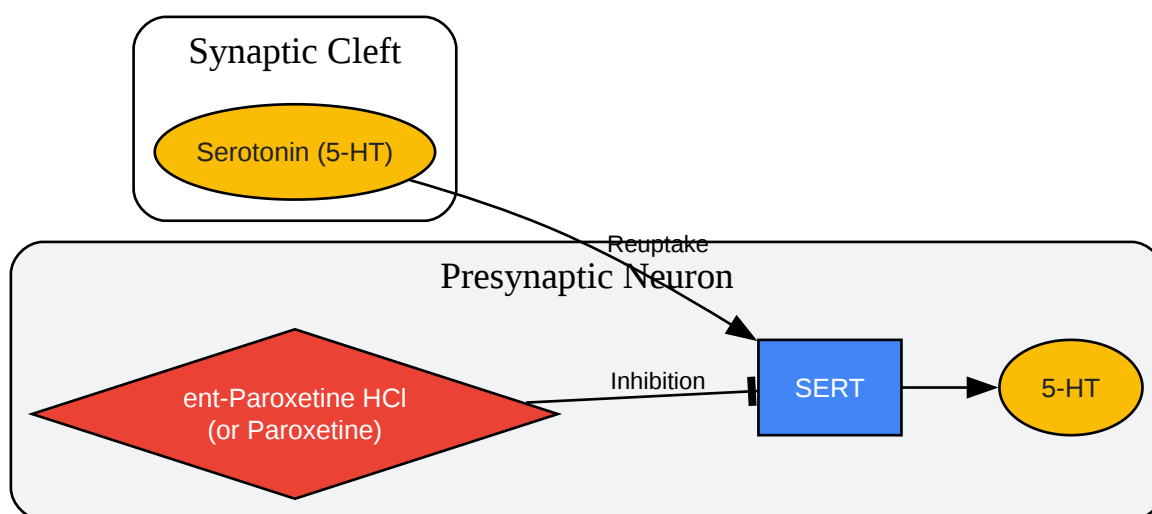 Synaptic Cleft
Serotonin (5-HT)
Reuptake
Presynaptic Neuron
Inhibition
ent-Paroxetine HCl
(or Paroxetine)
SERT
5-HT